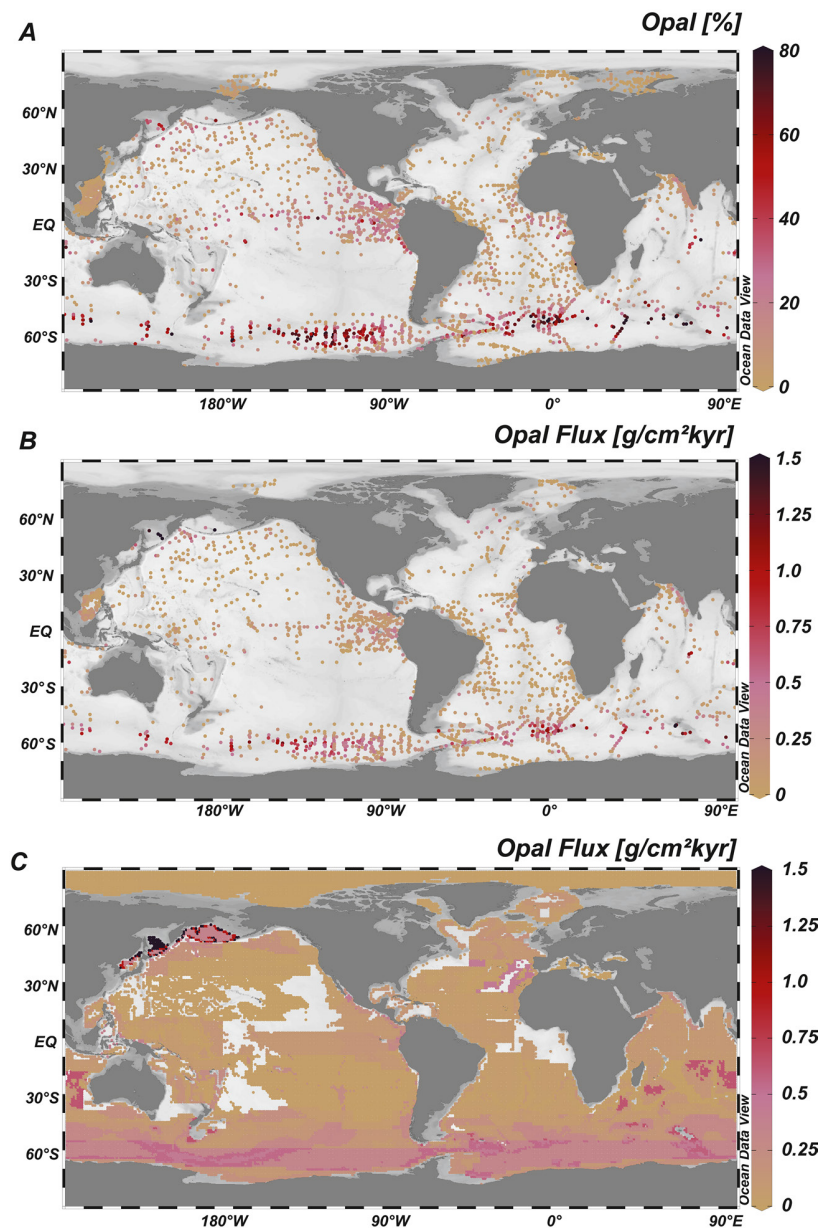 A
Opal [%]
80
60°N
60
30°N
40
EQ
20
30°S
60°S
0
Ocean Data View
180°W 90°W 0° 90°E
B
Opal Flux [g/cm²kyr]
1.5
60°N
1.25
30°N
1.0
EQ
0.75
0.5
30°S
0.25
60°S
0
Ocean Data View
180°W 90°W 0° 90°E
C
Opal Flux [g/cm²kyr]
1.5
60°N
1.25
30°N
1.0
EQ
0.75
0.5
30°S
0.25
60°S
0
Ocean Data View
180°W 90°W 0° 90°E